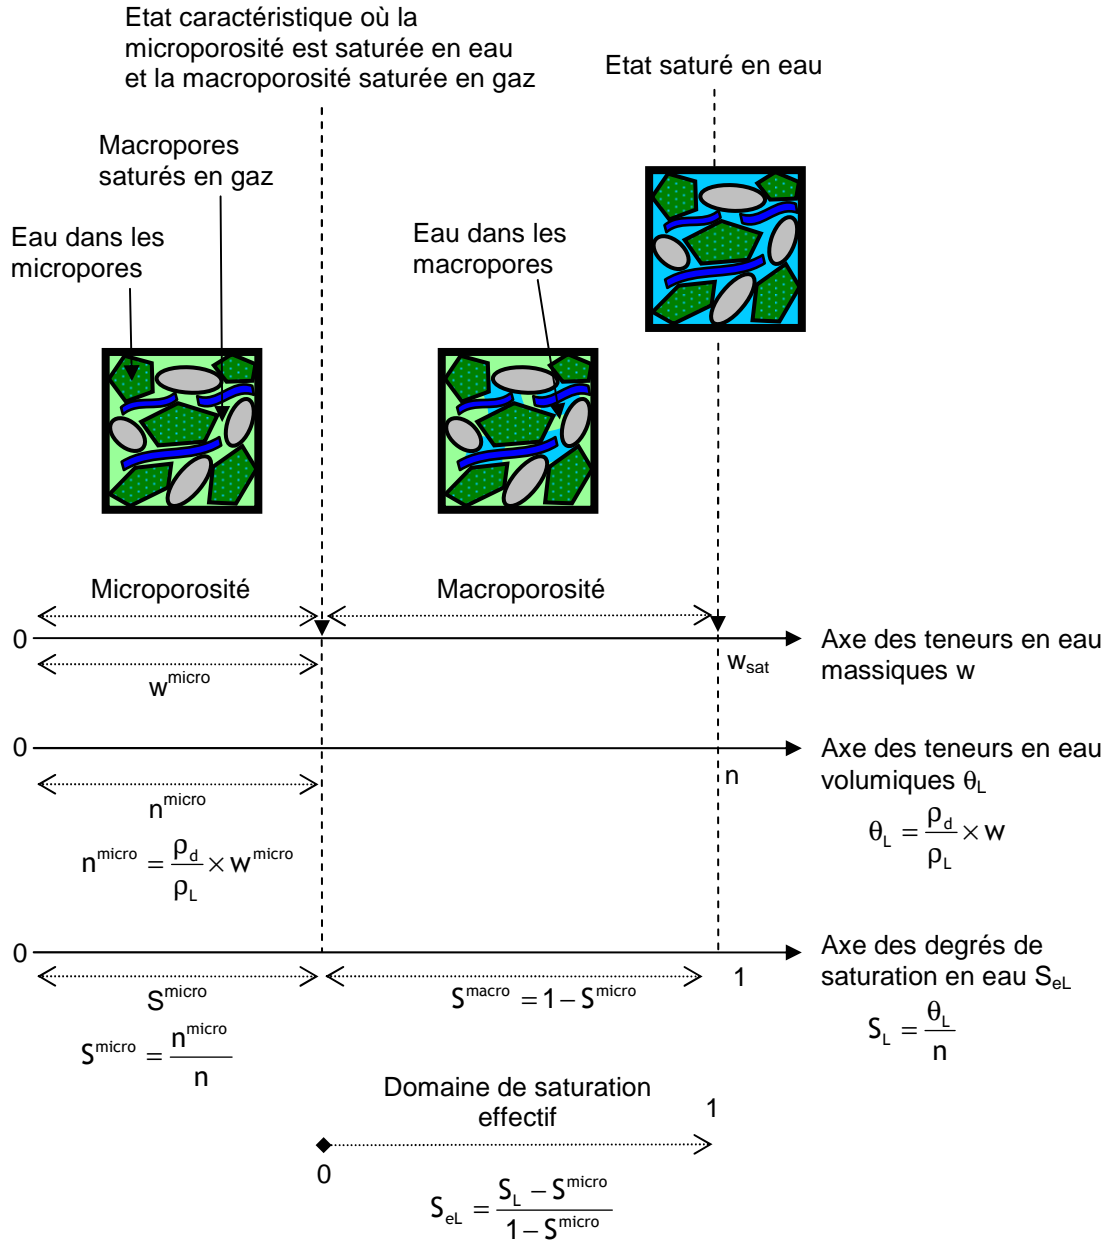 Etat caractéristique où la
microporosité est saturée en eau
et la macroporosité saturée en gaz
Etat saturé en eau
Macropores
saturés en gaz
Eau dans les
micropores
Eau dans les
macropores
Microporosité
Macroporosité
0
w^micro
w_sat
Axe des teneurs en eau
massiques w
0
n^micro
n
Axe des teneurs en eau
volumiques θ_L
n^micro = ρ_d / ρ_L × w^micro
θ_L = ρ_d / ρ_L × w
0
S^micro
S^macro = 1 − S^micro
1
Axe des degrés de
saturation en eau S_eL
S^micro = n^micro / n
S_L = θ_L / n
Domaine de saturation
effectif
1
0
S_eL = (S_L − S^micro) / (1 − S^micro)